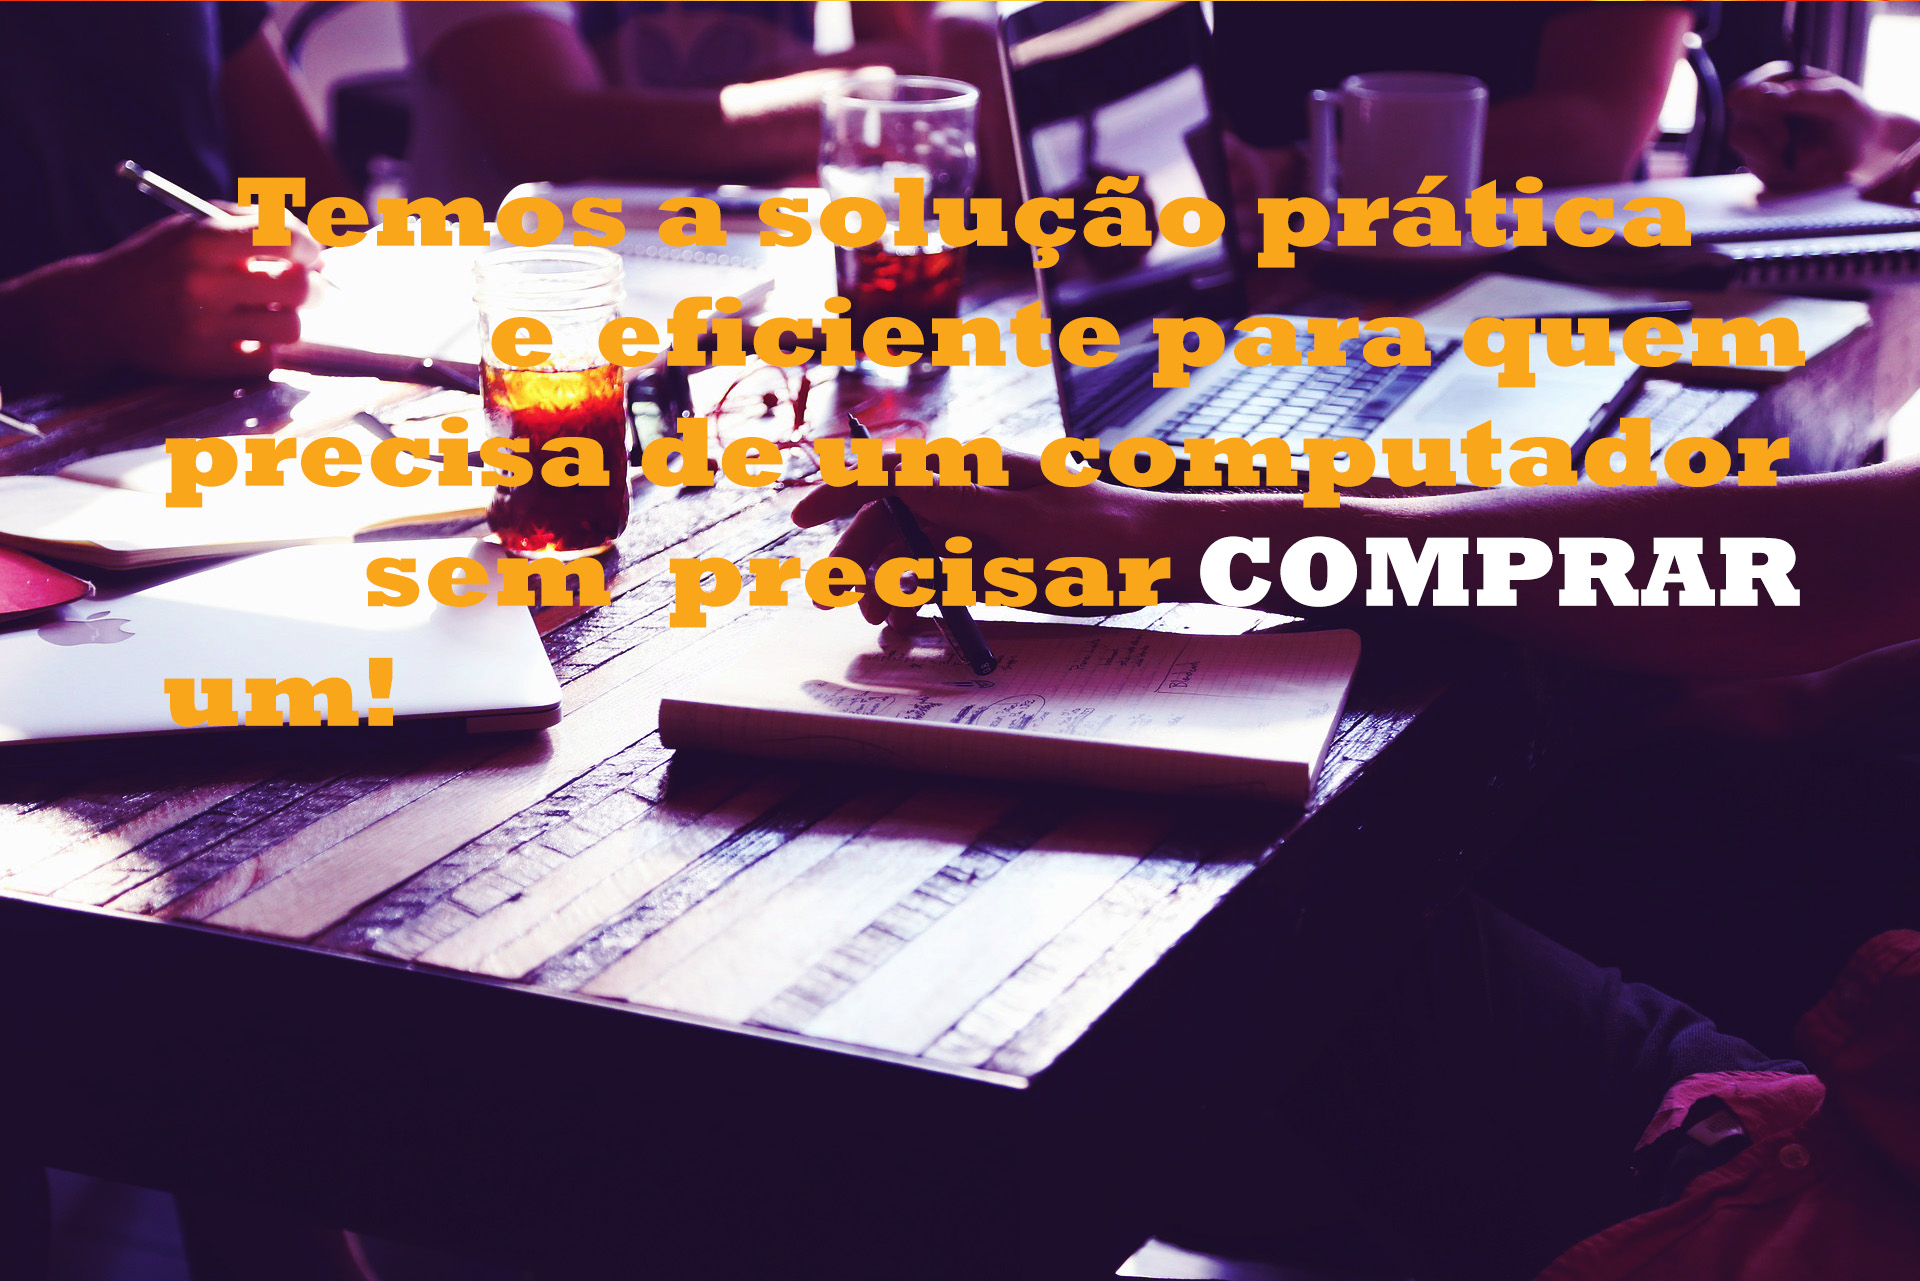 Temos a solução prática
e eficiente para quem
precisa de um computador
sem precisar COMPRAR
um!